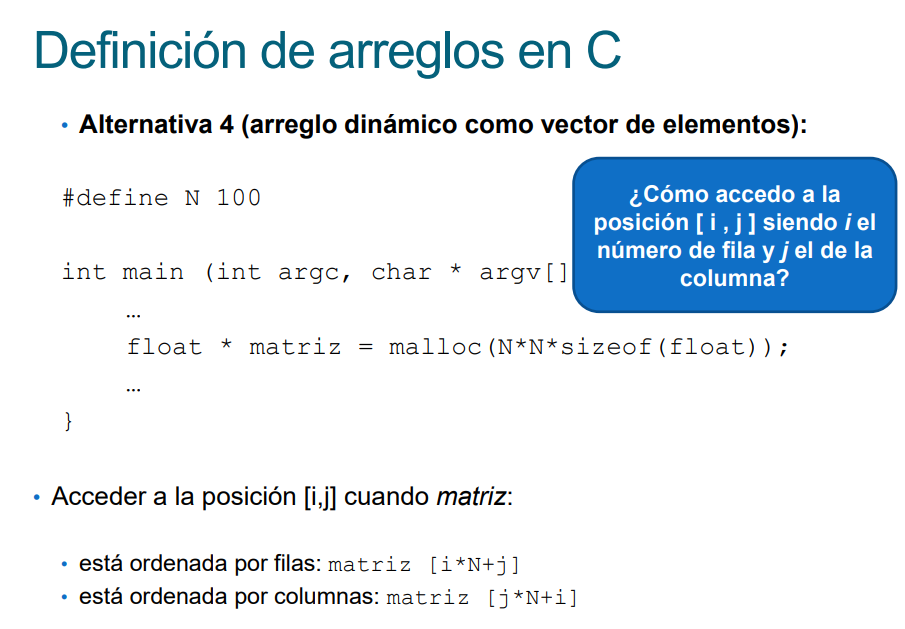 Definición de arreglos en C
• Alternativa 4 (arreglo dinámico como vector de elementos):
#define N 100
¿Cómo accedo a la
posición [ i , j ] siendo i el
número de fila y j el de la
columna?
int main (int argc, char * argv[]
…
float * matriz = malloc(N*N*sizeof(float));
…
}
• Acceder a la posición [i,j] cuando matriz:
• está ordenada por filas: matriz [i*N+j]
• está ordenada por columnas: matriz [j*N+i]